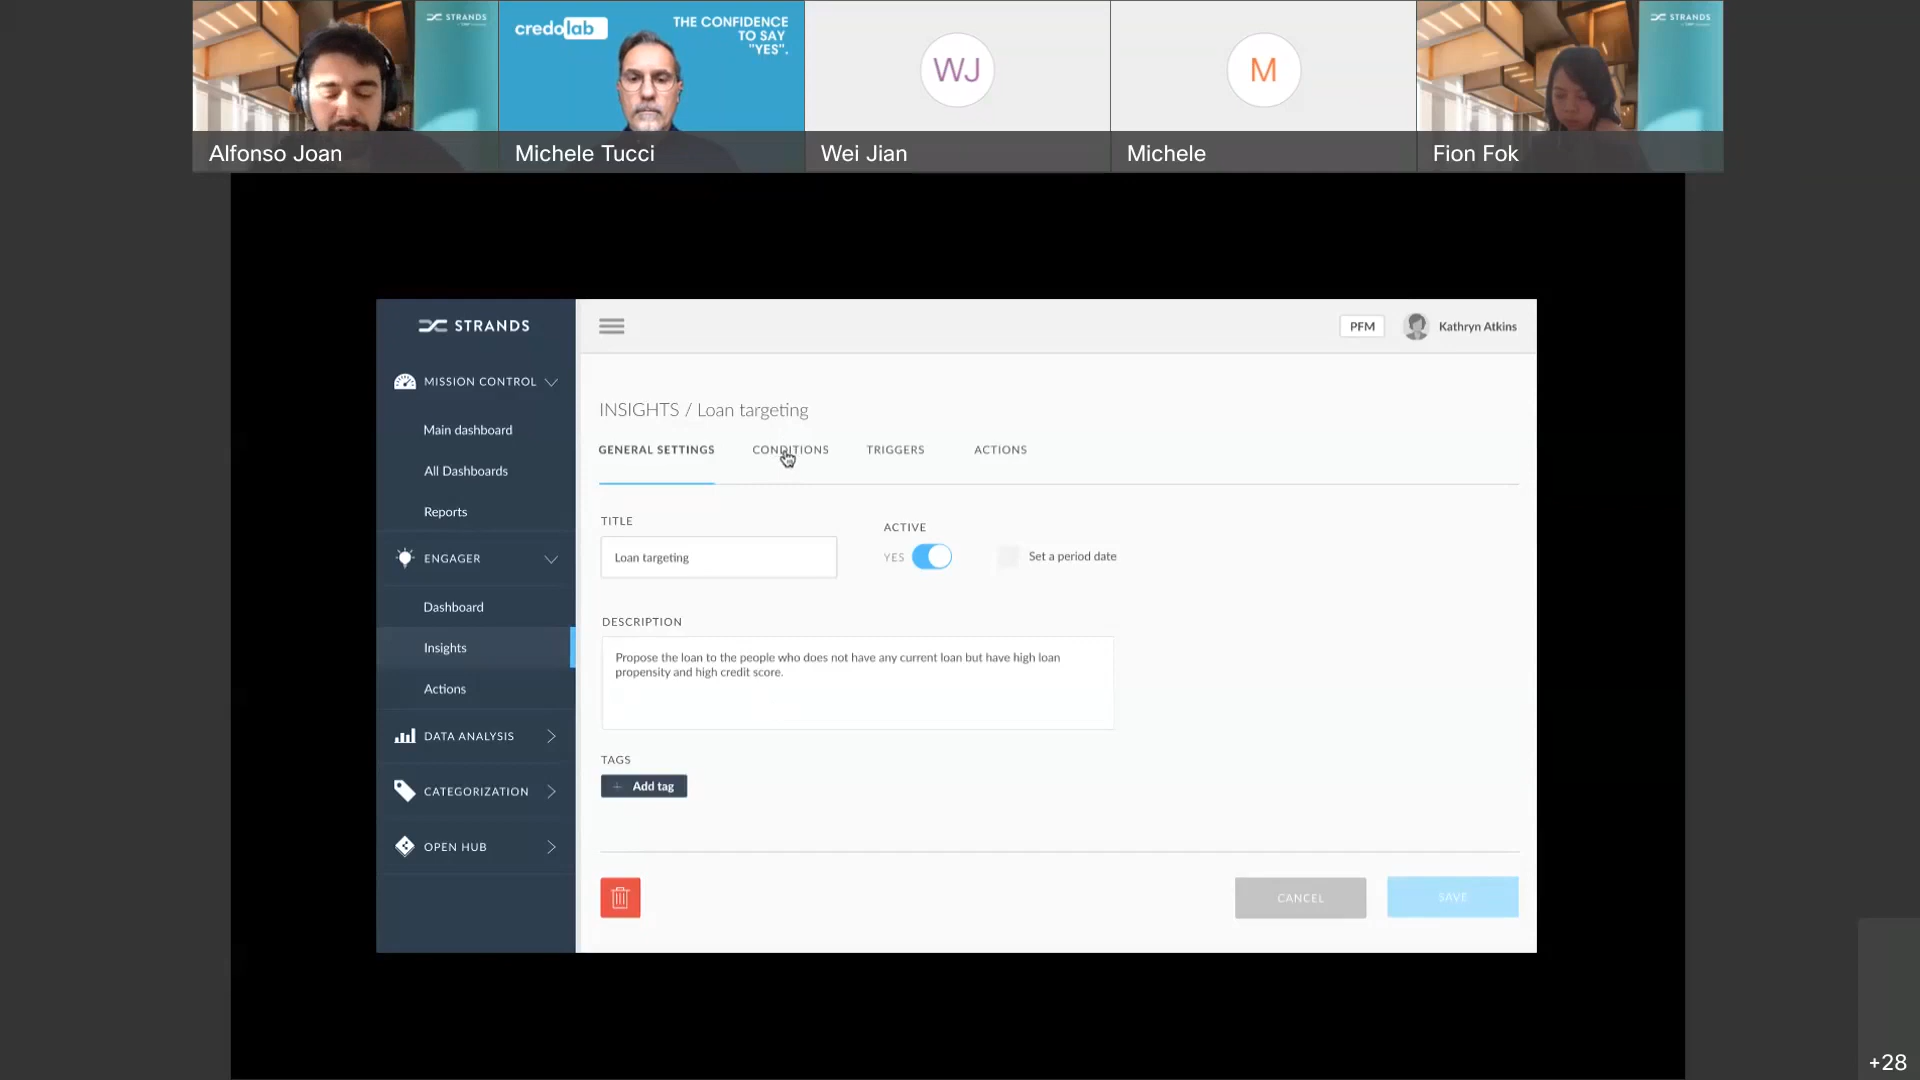 STRANDS
credolab
THE CONFIDENCE
TO SAY
"YES".
WJ
M
STRANDS
Alfonso Joan
Michele Tucci
Wei Jian
Michele
Fion Fok
STRANDS
PFM
Kathryn Atkins
MISSION CONTROL
Main dashboard
All Dashboards
Reports
ENGAGER
Dashboard
Insights
Actions
DATA ANALYSIS
CATEGORIZATION
OPEN HUB
INSIGHTS / Loan targeting
GENERAL SETTINGS
CONDITIONS
TRIGGERS
ACTIONS
TITLE
Loan targeting
ACTIVE
YES
Set a period date
DESCRIPTION
Propose the loan to the people who does not have any current loan but have high loan
propensity and high credit score.
TAGS
+ Add tag
CANCEL
SAVE
+28